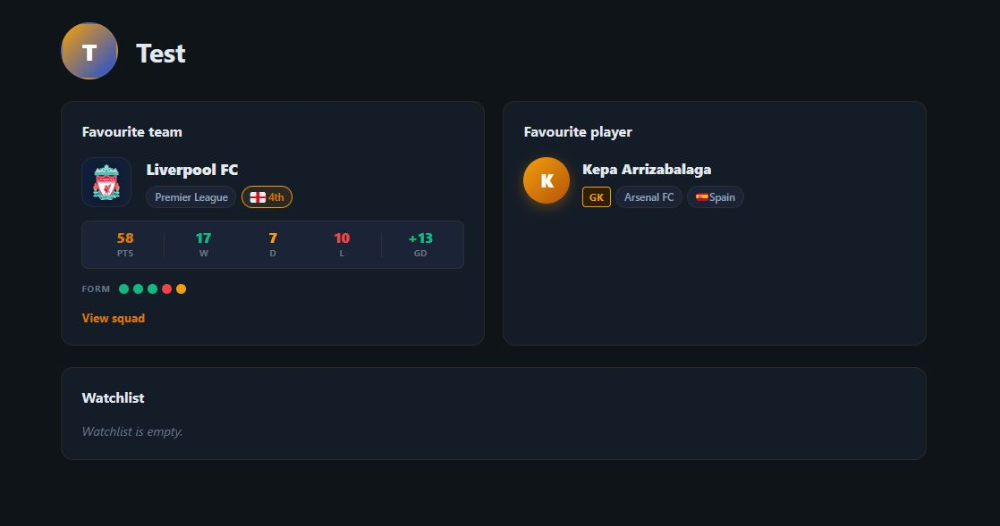 T
Test
Favourite team
Liverpool FC
Premier League
4th
58
PTS
17
W
7
D
10
L
+13
GD
FORM
View squad
Favourite player
K
Kepa Arrizabalaga
GK
Arsenal FC
Spain
Watchlist
Watchlist is empty.